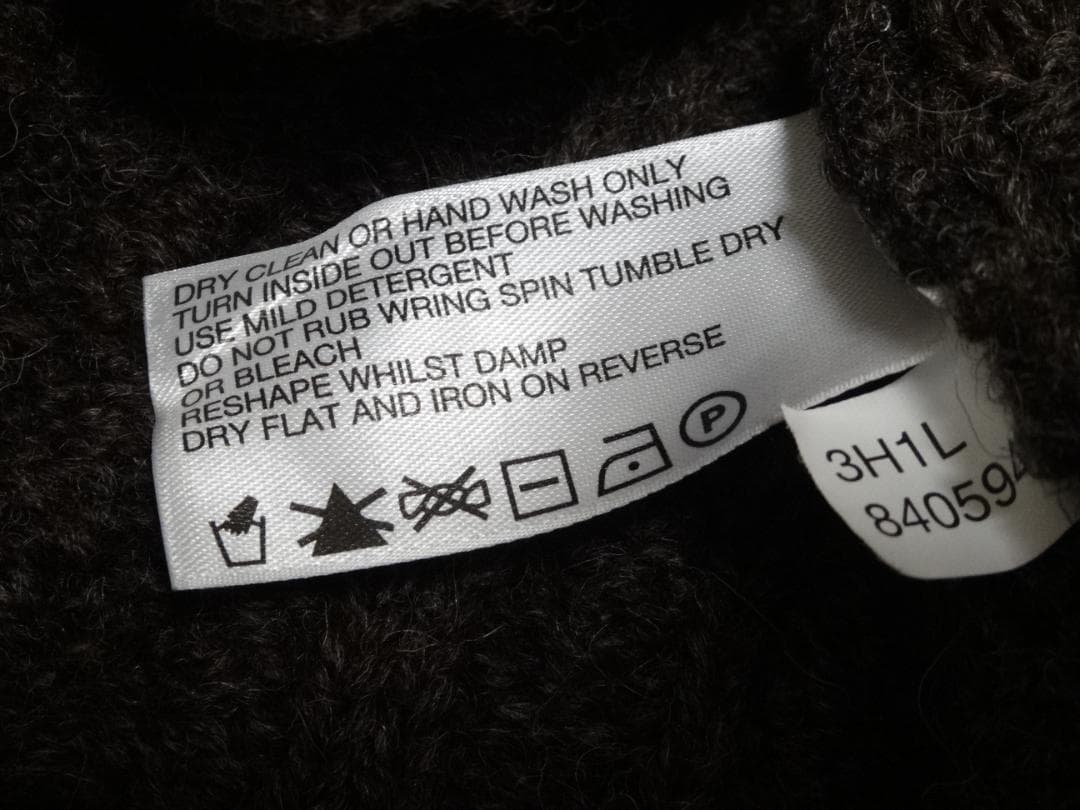 DRY CLEAN OR HAND WASH ONLY
TURN INSIDE OUT BEFORE WASHING
USE MILD DETERGENT
DO NOT RUB WRING SPIN TUMBLE DRY
OR BLEACH
RESHAPE WHILST DAMP
DRY FLAT AND IRON ON REVERSE
P
3H1L
840594